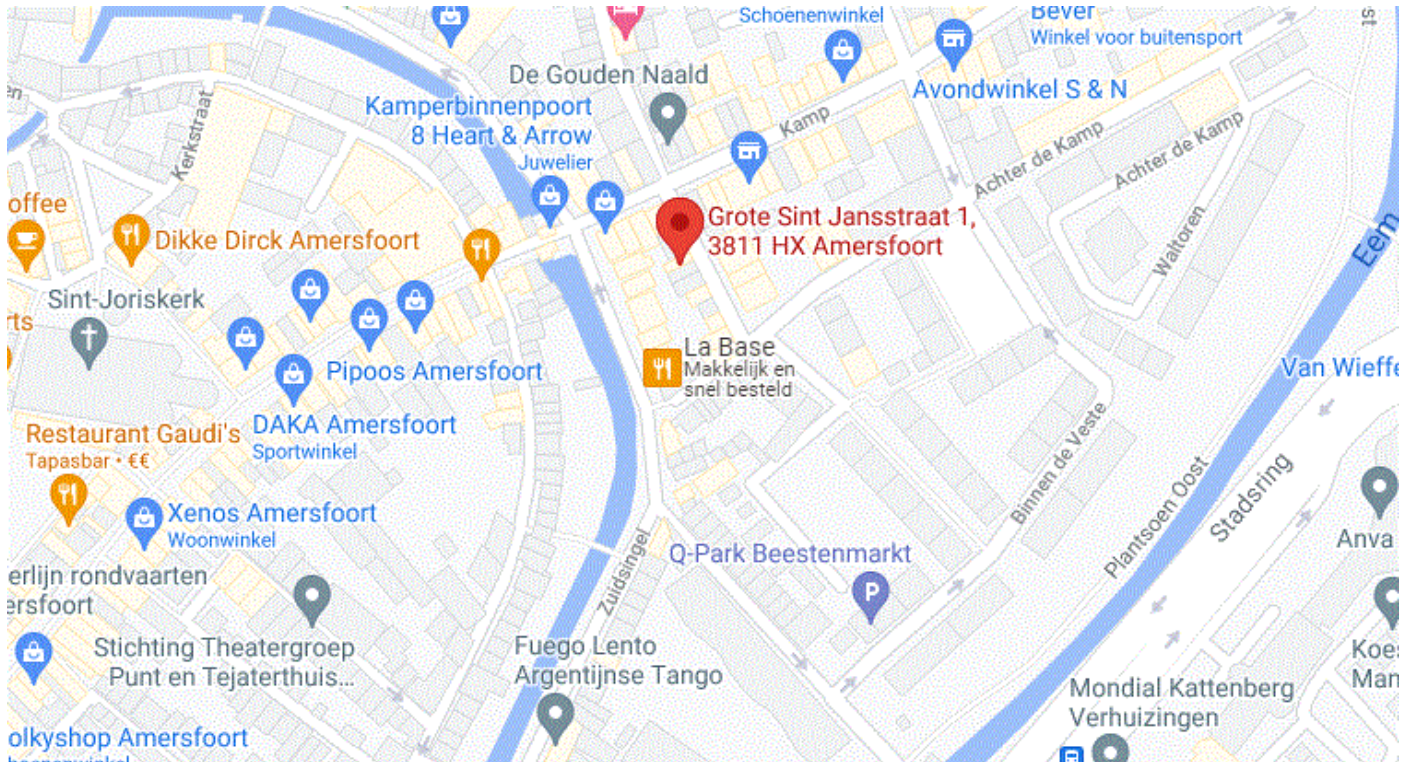 Schoenenwinkel
Bever
Winkel voor buitensport
De Gouden Naald
Avondwinkel S & N
Kamperbinnenpoort
8 Heart & Arrow
Juwelier
Kamp
Kerkstraat
Achter de Kamp
Achter de Kamp
offee
Dikke Dirck Amersfoort
Grote Sint Jansstraat 1,
3811 HX Amersfoort
Waltoren
Eem
Sint-Joriskerk
rts
La Base
Makkelijk en
snel besteld
Pipoos Amersfoort
Van Wieffe
DAKA Amersfoort
Sportwinkel
Restaurant Gaudi's
Tapasbar • €€
Binnen de Veste
Plantsoen Oost
Stadsring
Xenos Amersfoort
Woonwinkel
Anva
Q-Park Beestenmarkt
P
Zuidsingel
erlijn rondvaarten
ersfoort
Stichting Theatergroep
Punt en Tejaterthuis...
Fuego Lento
Argentijnse Tango
Koe
Man
Mondial Kattenberg
Verhuizingen
olkyshop Amersfoort